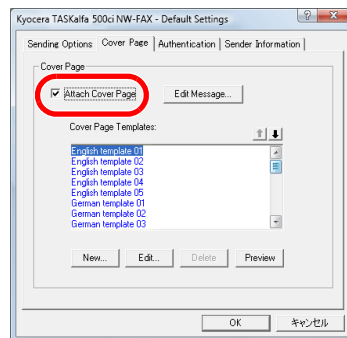 Kyocera TASKalfa 500ci NW-FAX - Default Settings
Sending Options Cover Page Authentication Sender Information
Cover Page
Attach Cover Page Edit Message...
Cover Page Templates:
English template 01
English template 02
English template 03
English template 04
English template 05
German template 01
German template 02
German template 03
New... Edit... Delete Preview
OK キャンセル